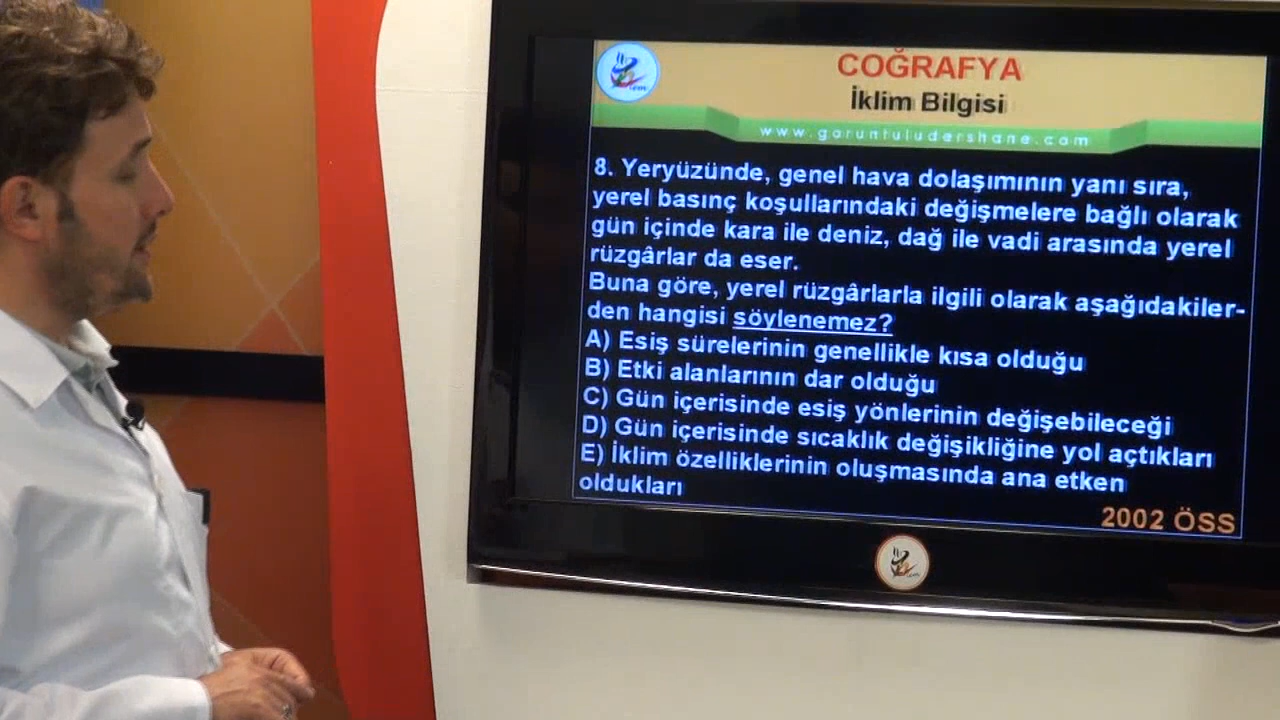 COĞRAFYA
İklim Bilgisi
www.goruntuludershane.com
8. Yeryüzünde, genel hava dolaşımının yanı sıra,
yerel basınç koşullarındaki değişmelere bağlı olarak
gün içinde kara ile deniz, dağ ile vadi arasında yerel
rüzgârlar da eser.
Buna göre, yerel rüzgârlarla ilgili olarak aşağıdakiler-
den hangisi söylenemez?
A) Esiş sürelerinin genellikle kısa olduğu
B) Etki alanlarının dar olduğu
C) Gün içerisinde esiş yönlerinin değişebileceği
D) Gün içerisinde sıcaklık değişikliğine yol açtıkları
E) İklim özelliklerinin oluşmasında ana etken
oldukları
2002 ÖSS